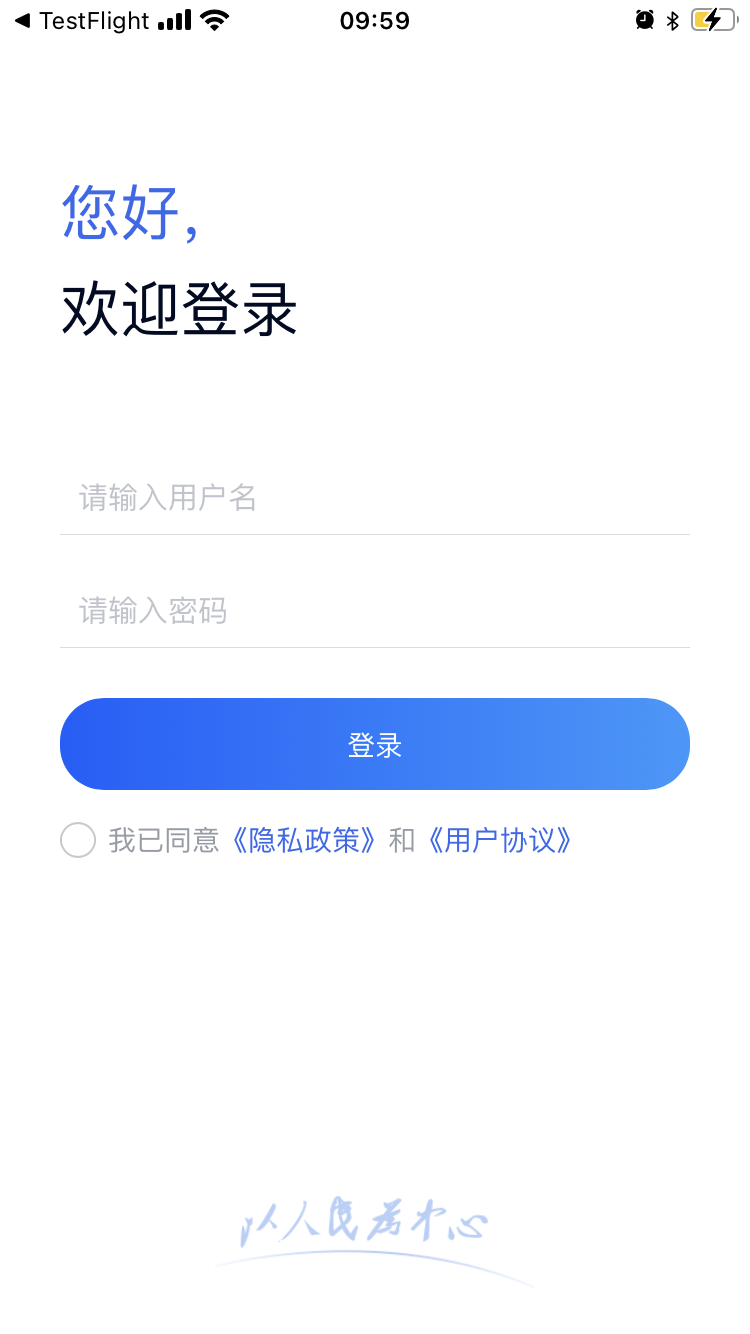 TestFlight 09:59
您好,
欢迎登录
请输入用户名
请输入密码
登录
我已同意《隐私政策》和《用户协议》
以人民为中心